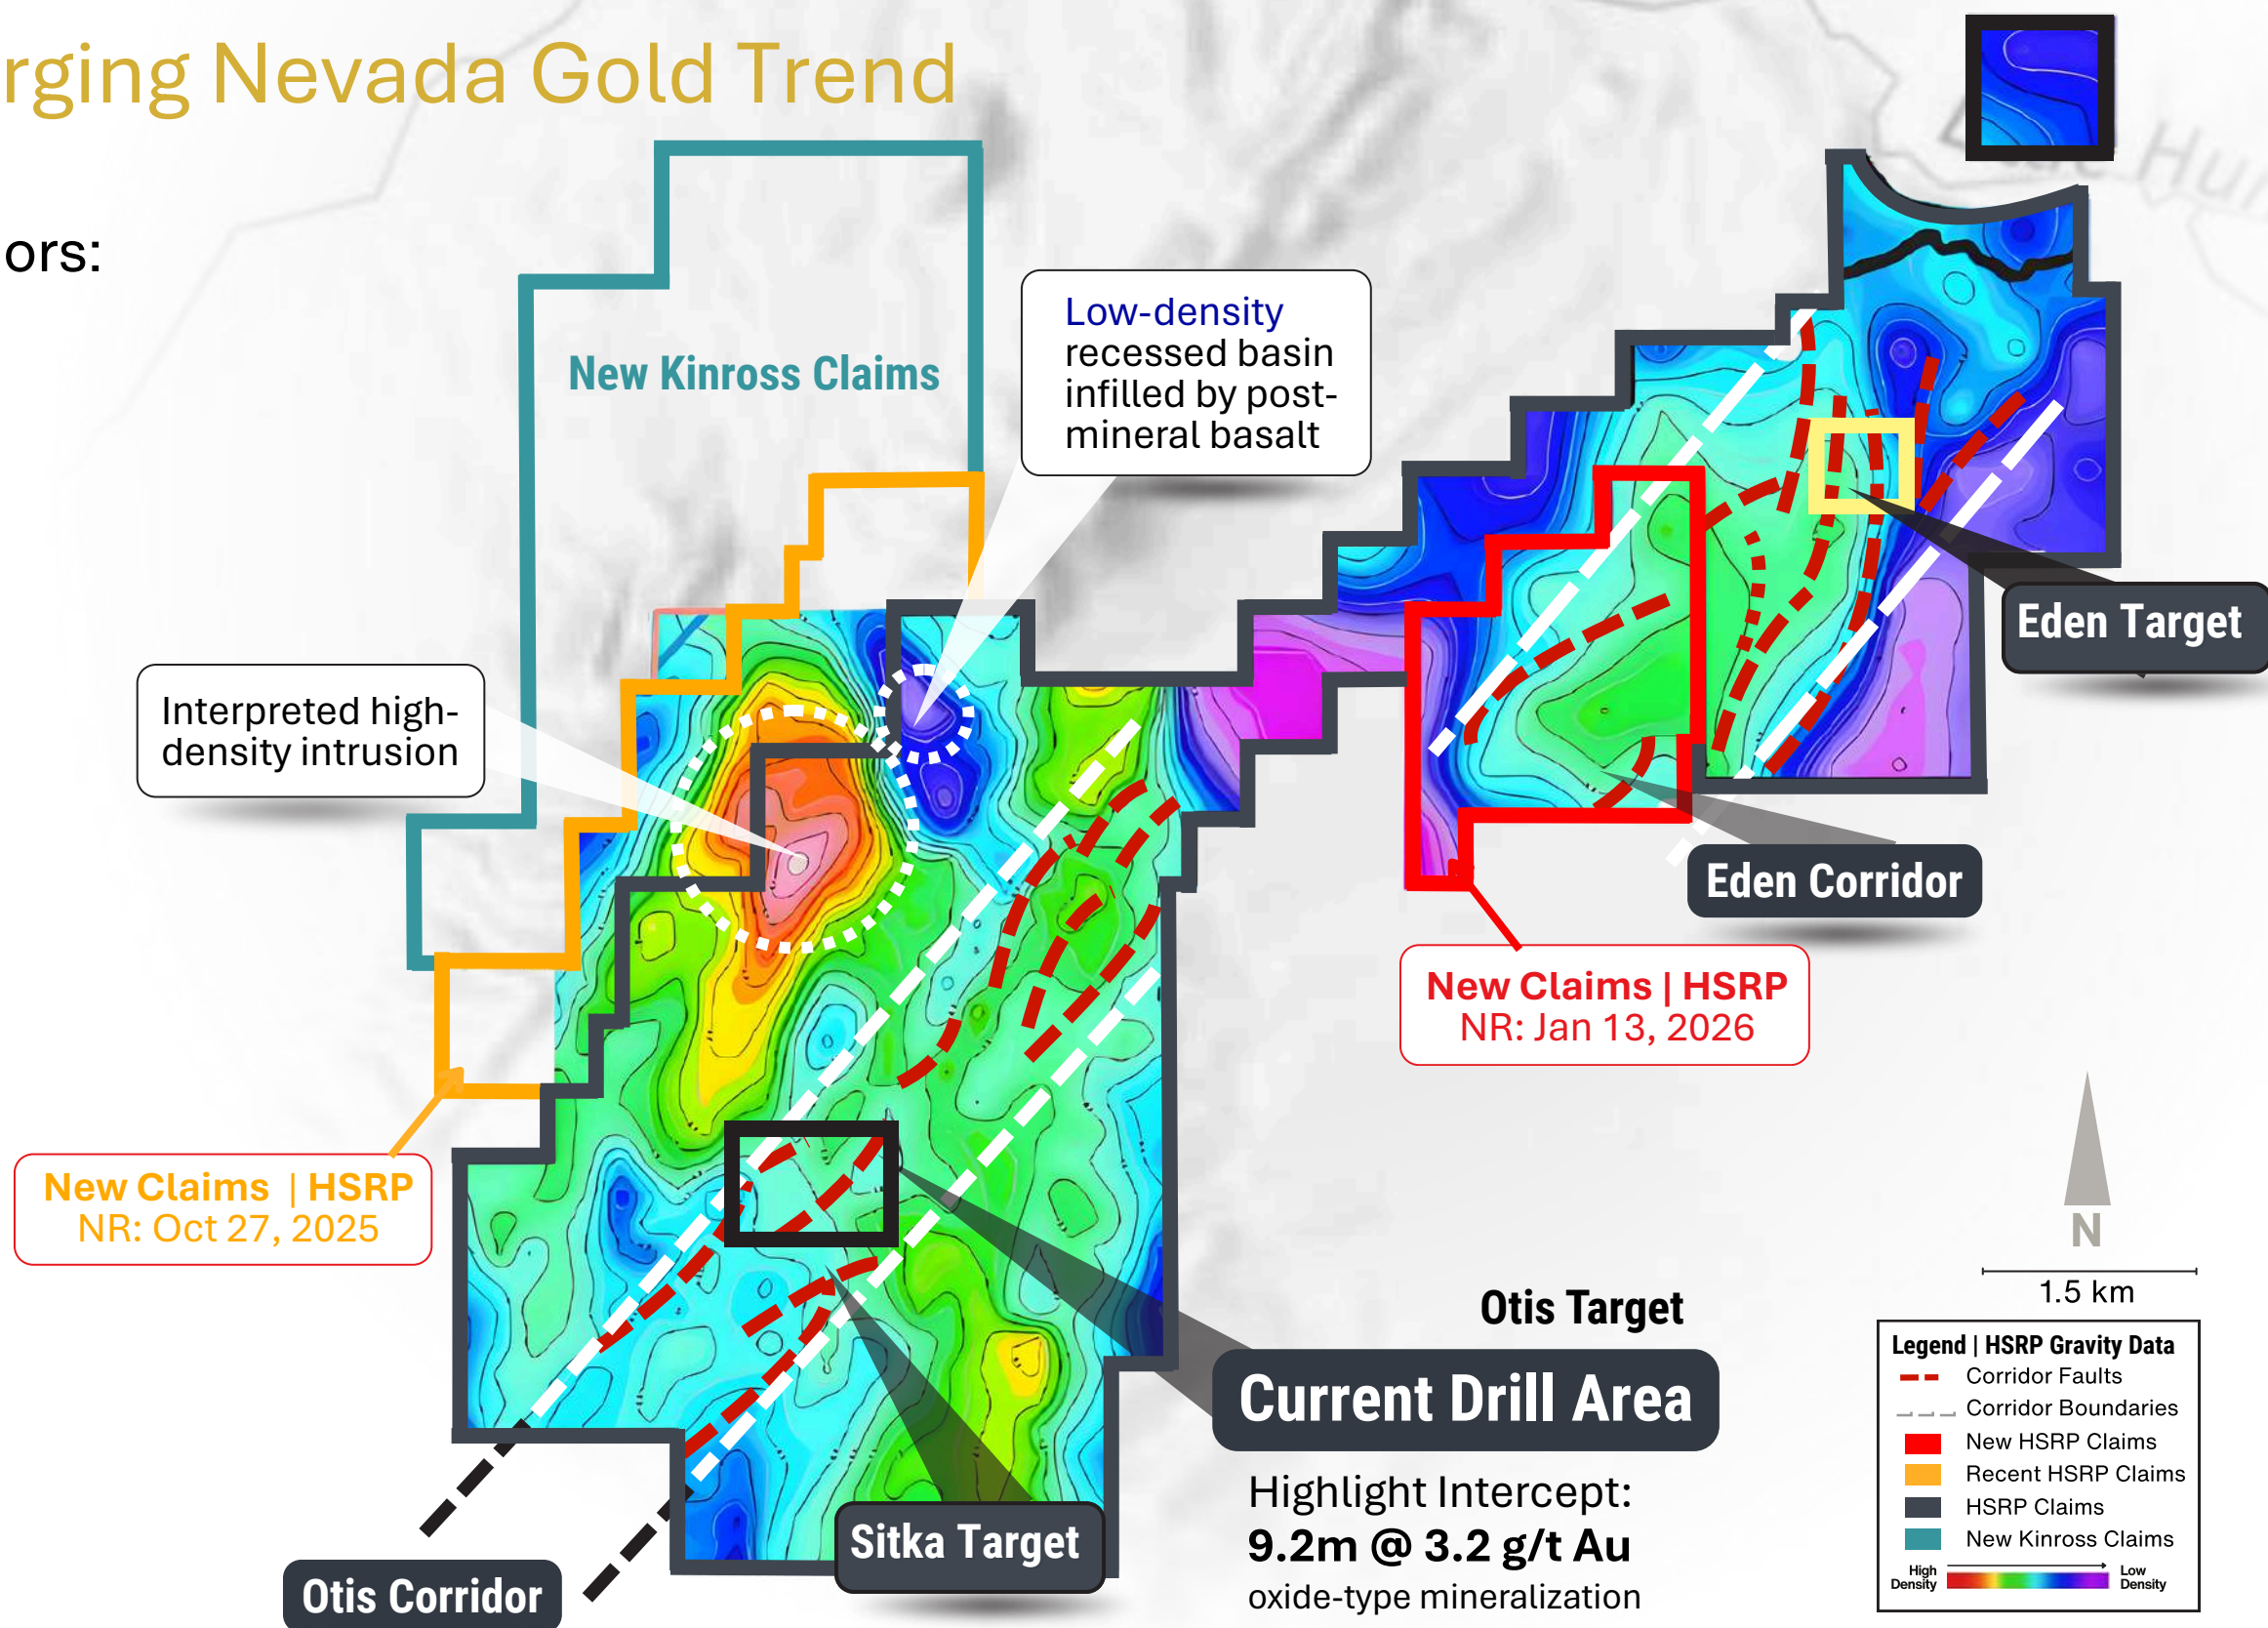 rging Nevada Gold Trend
ors:
New Kinross Claims
Low-density
recessed basin
infilled by post-
mineral basalt
Interpreted high-
density intrusion
Eden Target
Eden Corridor
New Claims | HSRP
NR: Jan 13, 2026
New Claims | HSRP
NR: Oct 27, 2025
N
1.5 km
Otis Target
Current Drill Area
Highlight Intercept:
9.2m @ 3.2 g/t Au
oxide-type mineralization
Sitka Target
Otis Corridor
Legend | HSRP Gravity Data
Corridor Faults
Corridor Boundaries
New HSRP Claims
Recent HSRP Claims
HSRP Claims
New Kinross Claims
High
Density
Low
Density